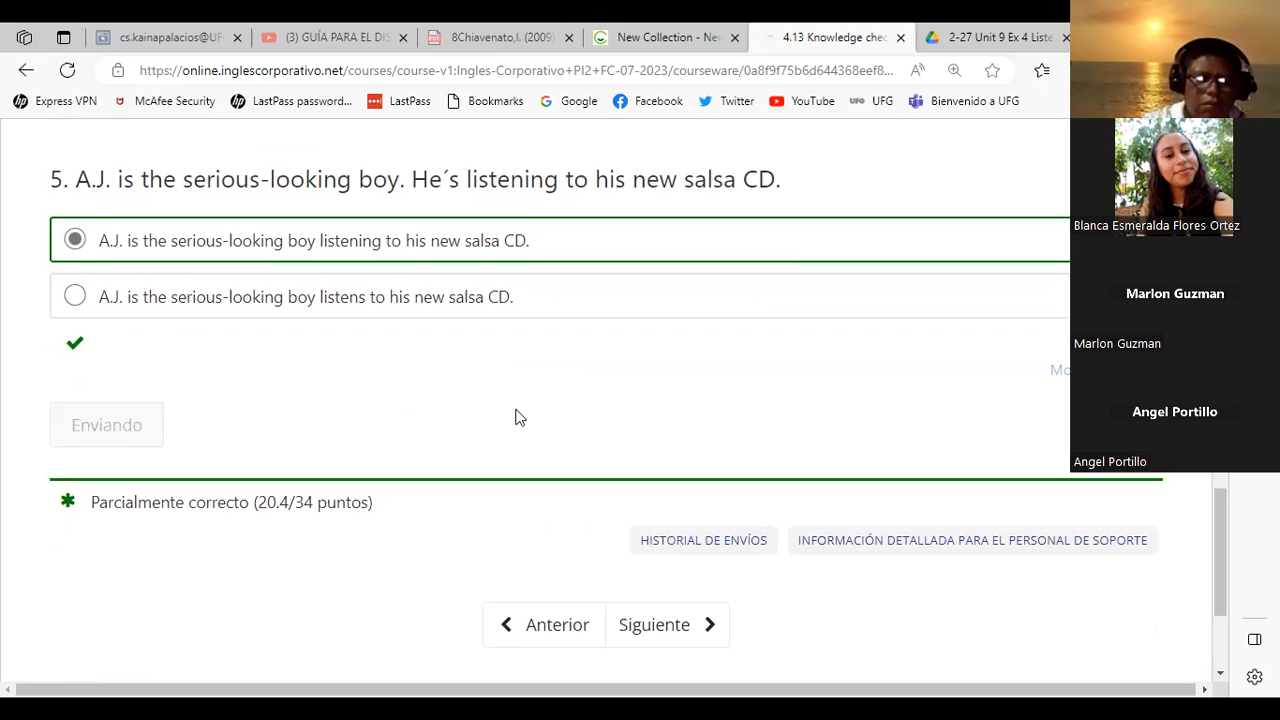 cs.kainapalacios@UF
(3) GUÍA PARA EL DIS
8Chiavenato,I. (2009)
New Collection - Nev
4.13 Knowledge chec
2-27 Unit 9 Ex 4 Liste
https://online.inglescorporativo.net/courses/course-v1:Ingles-Corporativo+PI2+FC-07-2023/courseware/0a8f9f75b6d644368eef8...
Express VPN
McAfee Security
LastPass password...
LastPass
Bookmarks
Google
Facebook
Twitter
YouTube
UFG
Bienvenido a UFG
5. A.J. is the serious-looking boy. He´s listening to his new salsa CD.
A.J. is the serious-looking boy listening to his new salsa CD.
A.J. is the serious-looking boy listens to his new salsa CD.
Mo
Enviando
Parcialmente correcto (20.4/34 puntos)
HISTORIAL DE ENVÍOS
INFORMACIÓN DETALLADA PARA EL PERSONAL DE SOPORTE
Anterior
Siguiente
Blanca Esmeralda Flores Ortez
Marlon Guzman
Marlon Guzman
Angel Portillo
Angel Portillo